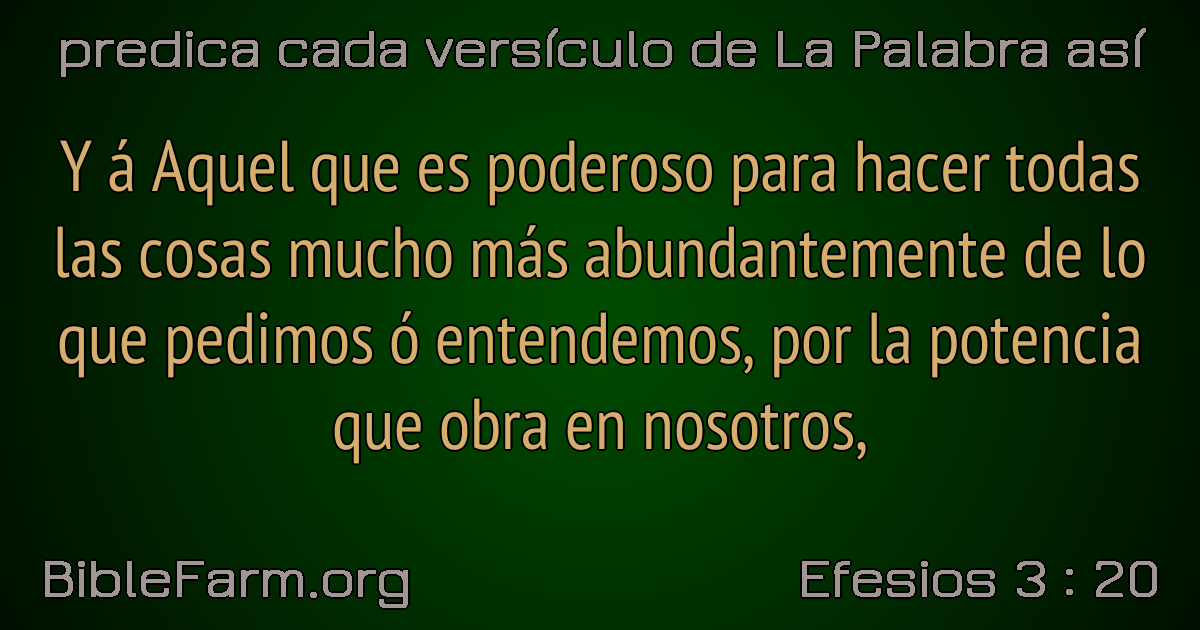 predica cada versículo de La Palabra así
Y á Aquel que es poderoso para hacer todas
las cosas mucho más abundantemente de lo
que pedimos ó entendemos, por la potencia
que obra en nosotros,
BibleFarm.org
Efesios 3 : 20